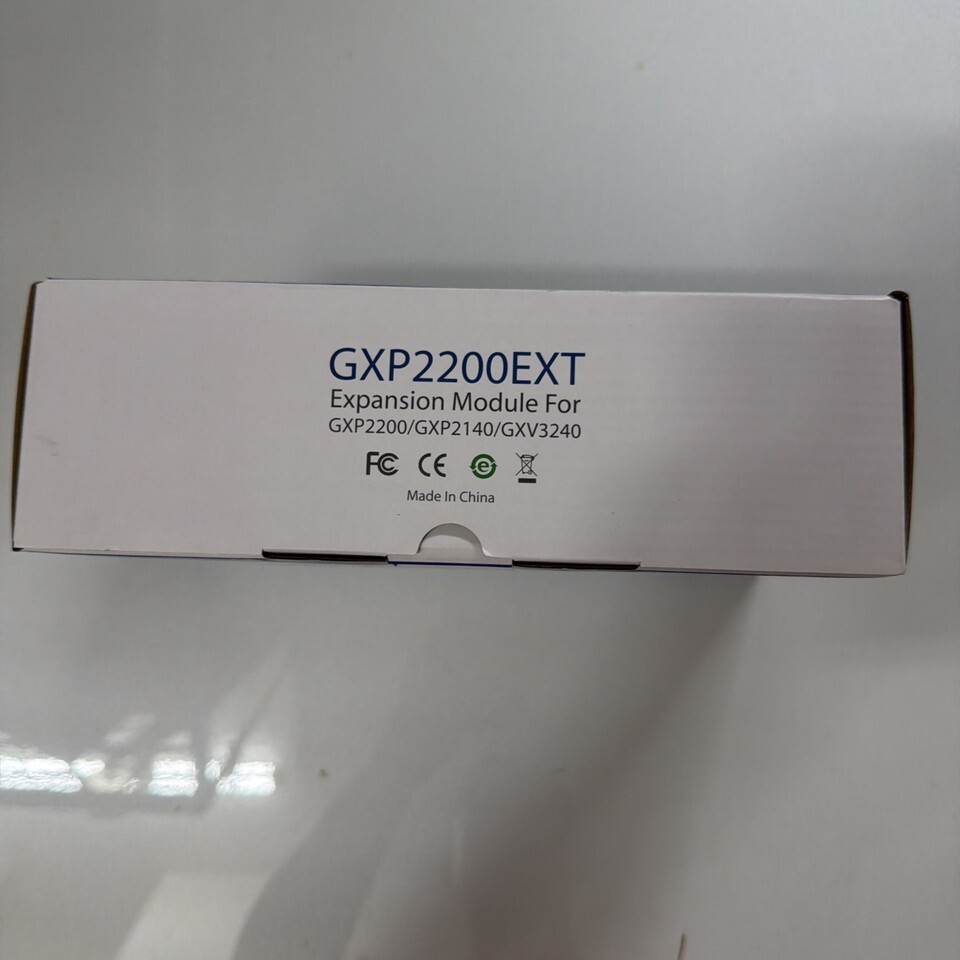 GXP2200EXT
Expansion Module For
GXP2200/GXP2140/GXV3240
FC CE e
Made In China